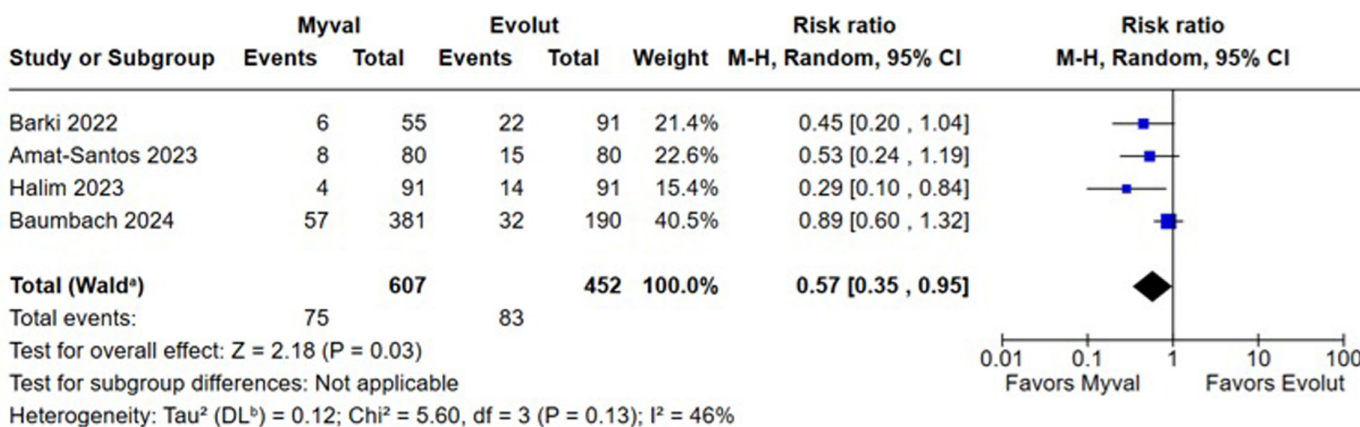 Myval Evolut Risk ratio Risk ratio
Study or Subgroup Events Total Events Total Weight M-H, Random, 95% CI M-H, Random, 95% CI
Barki 2022 6 55 22 91 21.4% 0.45 [0.20 , 1.04]
Amat-Santos 2023 8 80 15 80 22.6% 0.53 [0.24 , 1.19]
Halim 2023 4 91 14 91 15.4% 0.29 [0.10 , 0.84]
Baumbach 2024 57 381 32 190 40.5% 0.89 [0.60 , 1.32]
Total (Waldᵃ) 607 452 100.0% 0.57 [0.35 , 0.95]
Total events: 75 83
Test for overall effect: Z = 2.18 (P = 0.03)
Test for subgroup differences: Not applicable
Heterogeneity: Tau² (DLᵇ) = 0.12; Chi² = 5.60, df = 3 (P = 0.13); I² = 46%
0.01 0.1 1 10 100
Favors Myval Favors Evolut